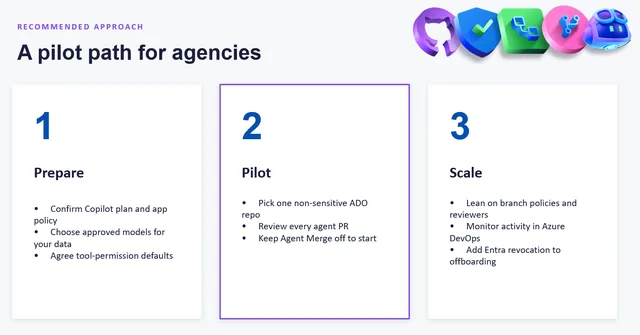 RECOMMENDED APPROACH
A pilot path for agencies
1
Prepare
• Confirm Copilot plan and app
policy
• Choose approved models for
your data
• Agree tool-permission defaults
2
Pilot
• Pick one non-sensitive ADO
repo
• Review every agent PR
• Keep Agent Merge off to start
3
Scale
• Lean on branch policies and
reviewers
• Monitor activity in Azure
DevOps
• Add Entra revocation to
offboarding